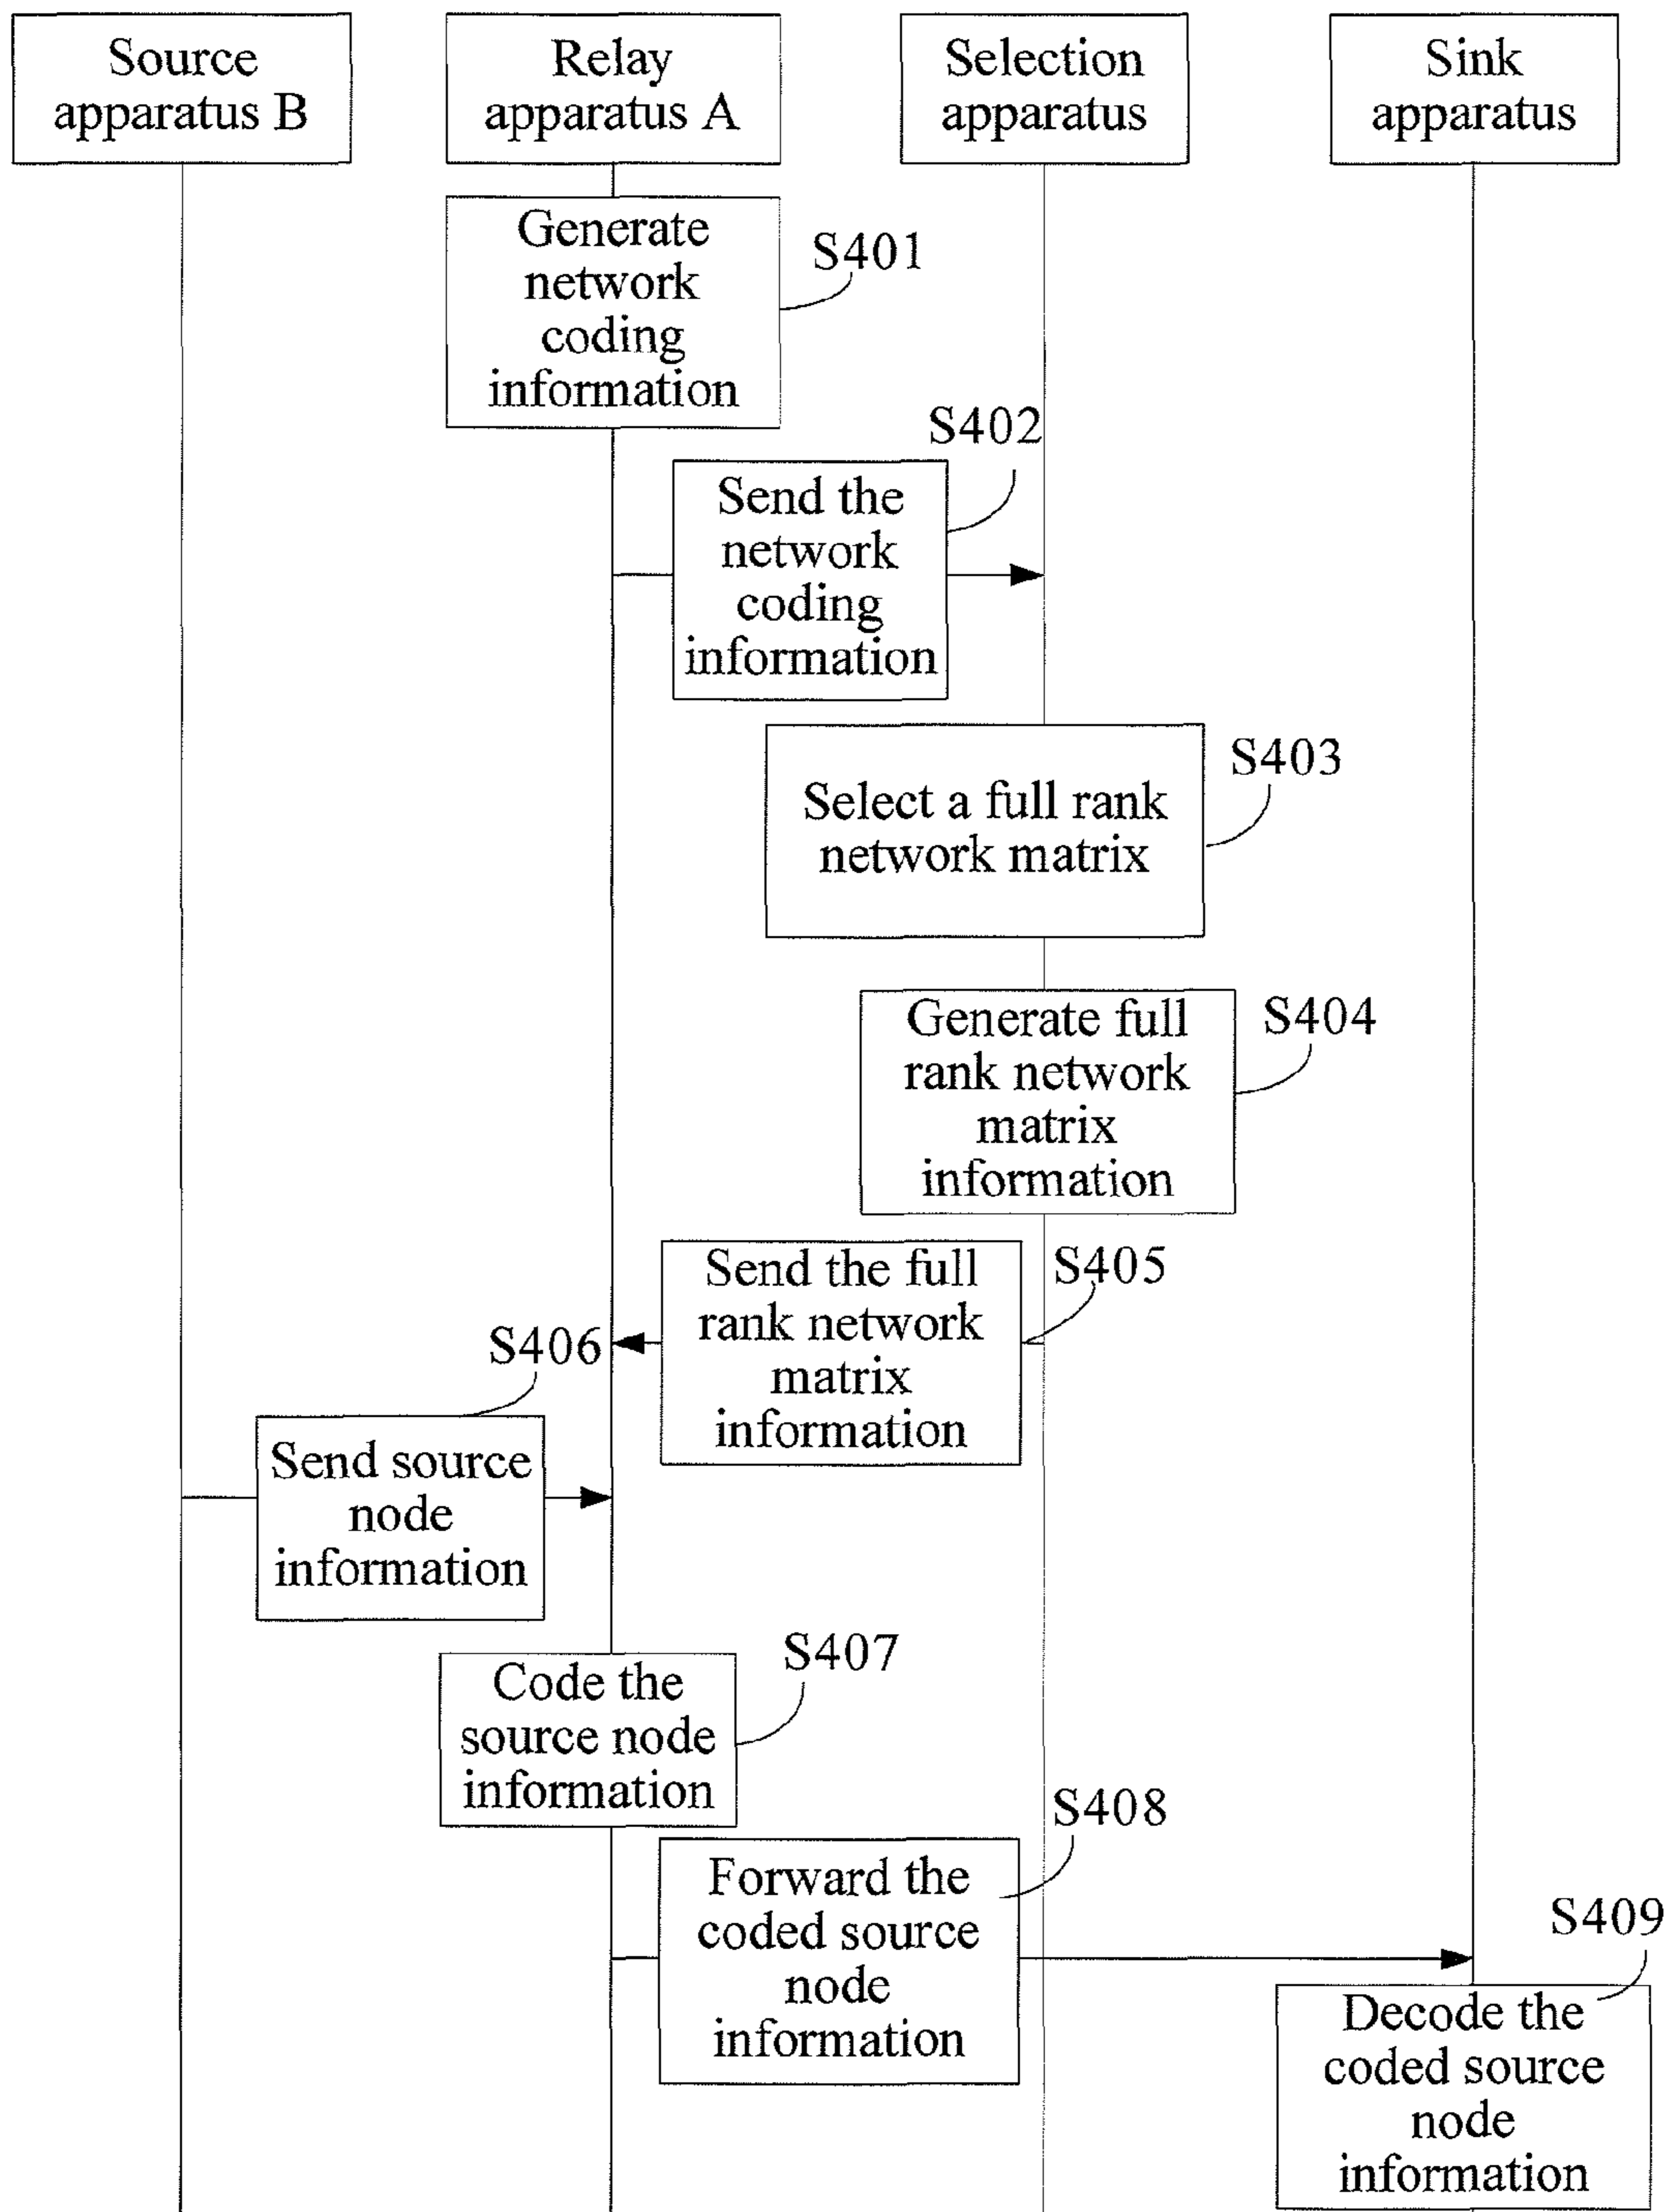 Source
apparatus B
Relay
apparatus A
Selection
apparatus
Sink
apparatus
Generate
network
coding
information
S401
S402
Send the
network
coding
information
S403
Select a full rank
network matrix
Generate full
rank network
matrix
information
S404
Send the full
rank network
matrix
information
S405
S406
Send source
node
information
Code the
source node
information
S407
S408
Forward the
coded source
node
information
S409
Decode the
coded source
node
information